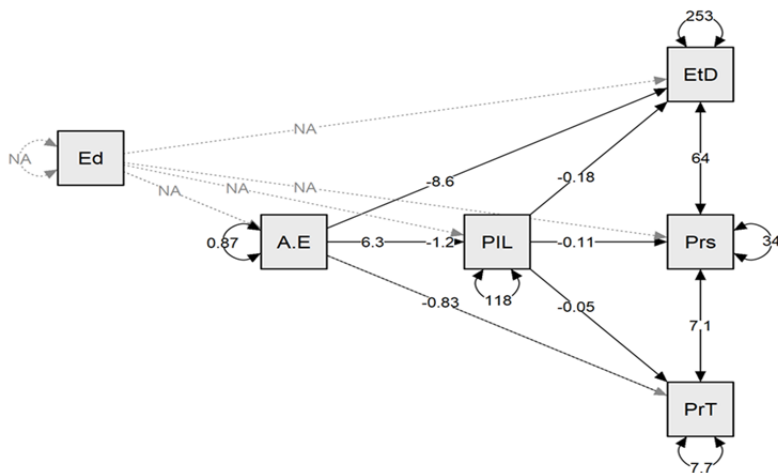 253
EtD
NA
Ed
NA
-8.6
-0.18
64
NA
NA
NA
0.87
A.E
6.3
-1.2
PIL
-0.11
Prs
34
118
-0.83
-0.05
7.1
PrT
7.7